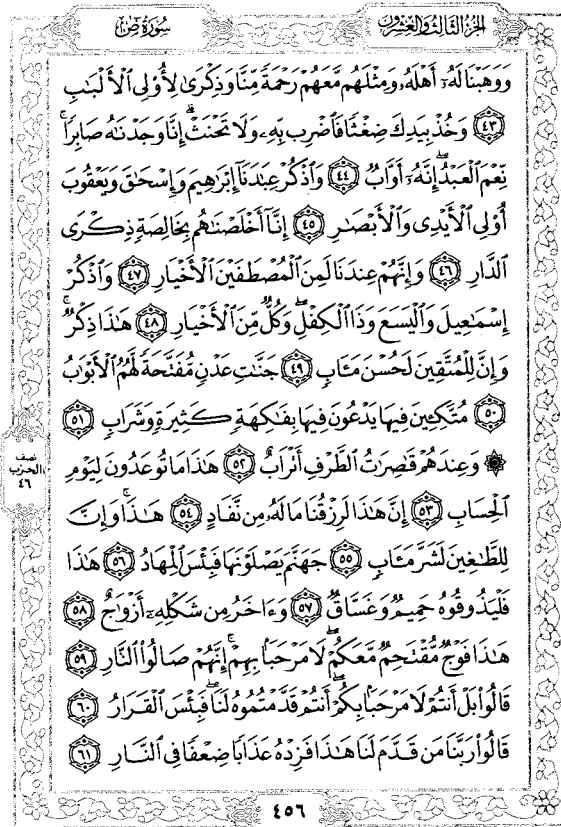 الجزء الثالث والعشرون
سورة ص
وَوَهَبْنَا لَهُۥٓ أَهْلَهُۥ وَمِثْلَهُم مَّعَهُمْ رَحْمَةً مِّنَّا وَذِكْرَىٰ لِأُو۟لِى ٱلْأَلْبَٰبِ
٤٣ وَخُذْ بِيَدِكَ ضِغْثًا فَٱضْرِب بِّهِۦ وَلَا تَحْنَثْ ۗ إِنَّا وَجَدْنَٰهُ صَابِرًا ۚ
نِّعْمَ ٱلْعَبْدُ ۖ إِنَّهُۥٓ أَوَّابٌ ٤٤ وَٱذْكُرْ عِبَٰدَنَآ إِبْرَٰهِيمَ وَإِسْحَٰقَ وَيَعْقُوبَ
أُو۟لِى ٱلْأَيْدِى وَٱلْأَبْصَٰرِ ٤٥ إِنَّآ أَخْلَصْنَٰهُم بِخَالِصَةٍ ذِكْرَى
ٱلدَّارِ ٤٦ وَإِنَّهُمْ عِندَنَا لَمِنَ ٱلْمُصْطَفَيْنَ ٱلْأَخْيَارِ ٤٧ وَٱذْكُرْ
إِسْمَٰعِيلَ وَٱلْيَسَعَ وَذَا ٱلْكِفْلِ ۖ وَكُلٌّ مِّنَ ٱلْأَخْيَارِ ٤٨ هَٰذَا ذِكْرٌ ۚ
وَإِنَّ لِلْمُتَّقِينَ لَحُسْنَ مَـَٔابٍ ٤٩ جَنَّٰتِ عَدْنٍ مُّفَتَّحَةً لَّهُمُ ٱلْأَبْوَٰبُ
٥٠ مُتَّكِـِٔينَ فِيهَا يَدْعُونَ فِيهَا بِفَٰكِهَةٍ كَثِيرَةٍ وَشَرَابٍ ٥١
۞ وَعِندَهُمْ قَٰصِرَٰتُ ٱلطَّرْفِ أَتْرَابٌ ٥٢ هَٰذَا مَا تُوعَدُونَ لِيَوْمِ
ٱلْحِسَابِ ٥٣ إِنَّ هَٰذَا لَرِزْقُنَا مَا لَهُۥ مِن نَّفَادٍ ٥٤ هَٰذَا ۚ وَإِنَّ
لِلطَّٰغِينَ لَشَرَّ مَـَٔابٍ ٥٥ جَهَنَّمَ يَصْلَوْنَهَا فَبِئْسَ ٱلْمِهَادُ ٥٦ هَٰذَا
فَلْيَذُوقُوهُ حَمِيمٌ وَغَسَّاقٌ ٥٧ وَءَاخَرُ مِن شَكْلِهِۦٓ أَزْوَٰجٌ ٥٨
هَٰذَا فَوْجٌ مُّقْتَحِمٌ مَّعَكُمْ ۖ لَا مَرْحَبًۢا بِهِمْ ۚ إِنَّهُمْ صَالُوا۟ ٱلنَّارِ ٥٩
قَالُوا۟ بَلْ أَنتُمْ لَا مَرْحَبًۢا بِكُمْ ۖ أَنتُمْ قَدَّمْتُمُوهُ لَنَا ۖ فَبِئْسَ ٱلْقَرَارُ ٦٠
قَالُوا۟ رَبَّنَا مَن قَدَّمَ لَنَا هَٰذَا فَزِدْهُ عَذَابًا ضِعْفًا فِى ٱلنَّارِ ٦١
نصف
الحزب
٤٦
٤٥٦